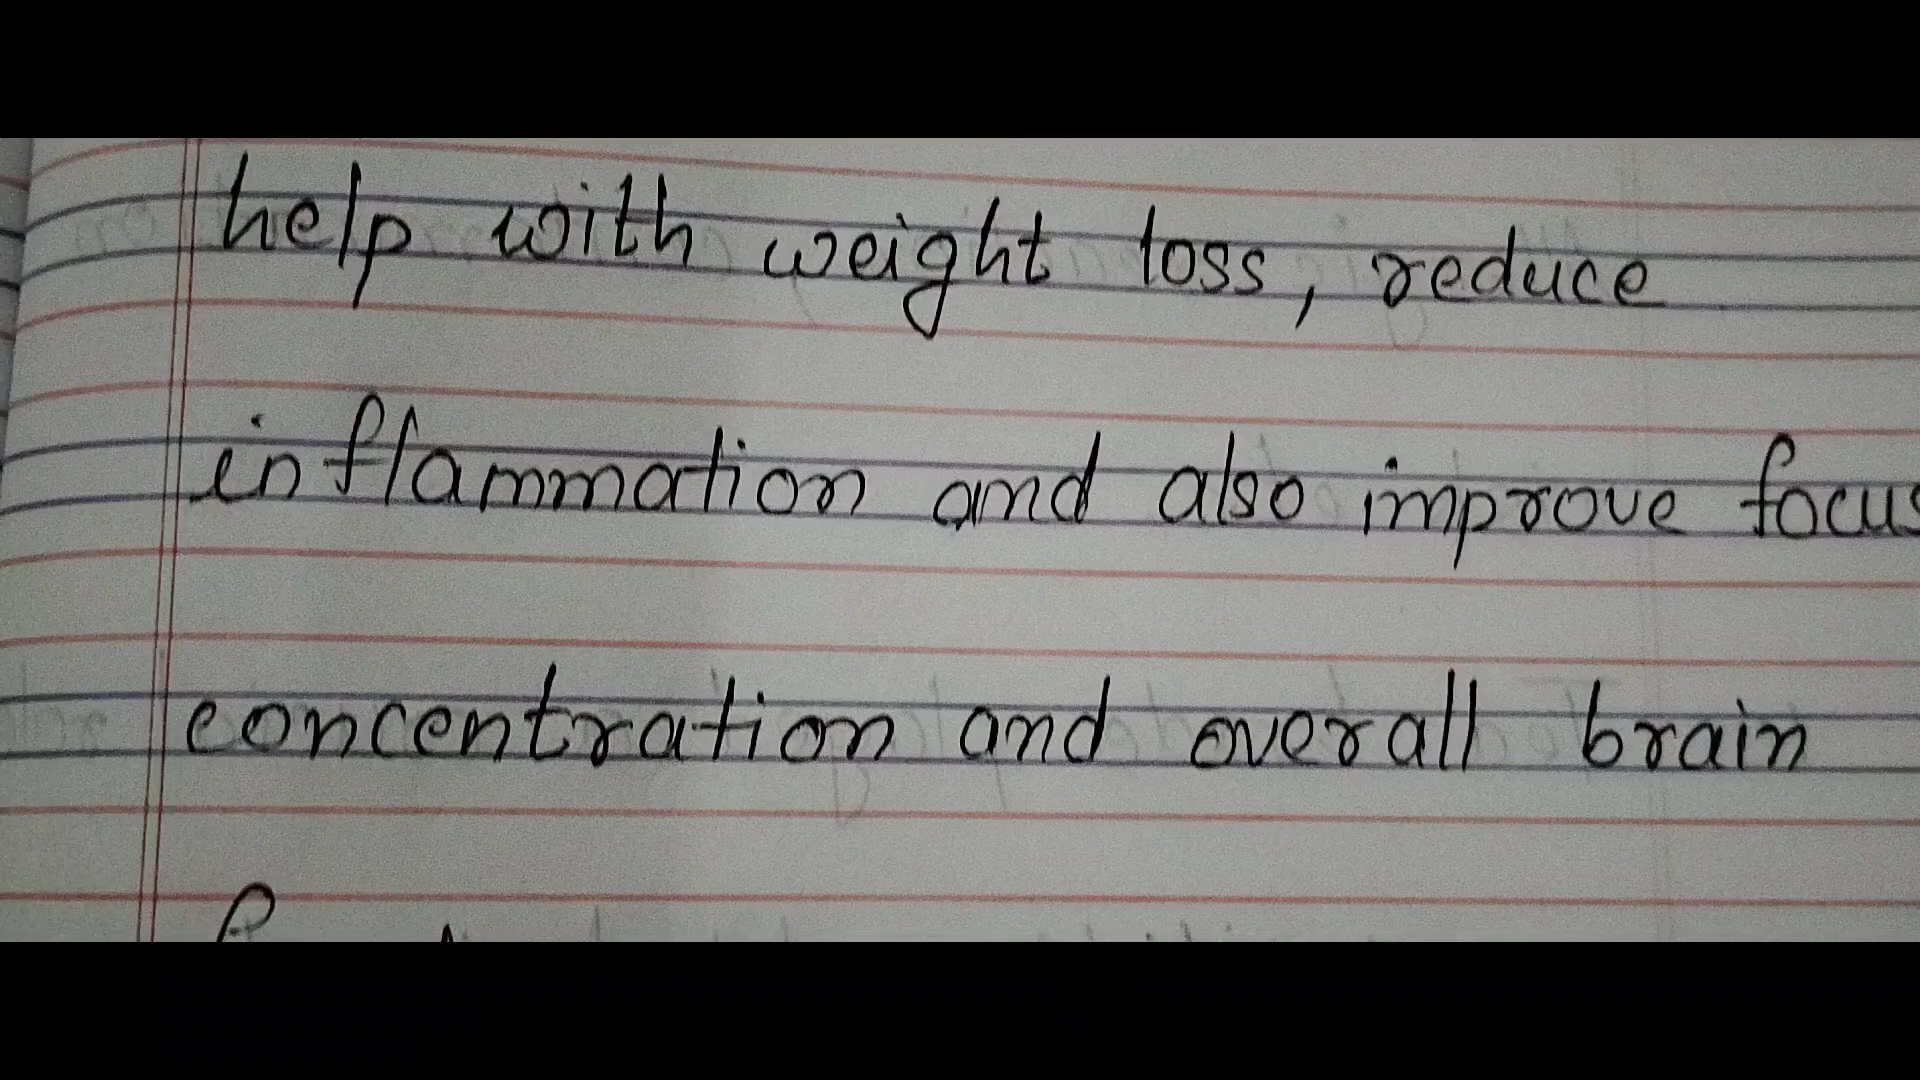 help with weight loss, reduce
inflammation and also improve focus
concentration and overall brain